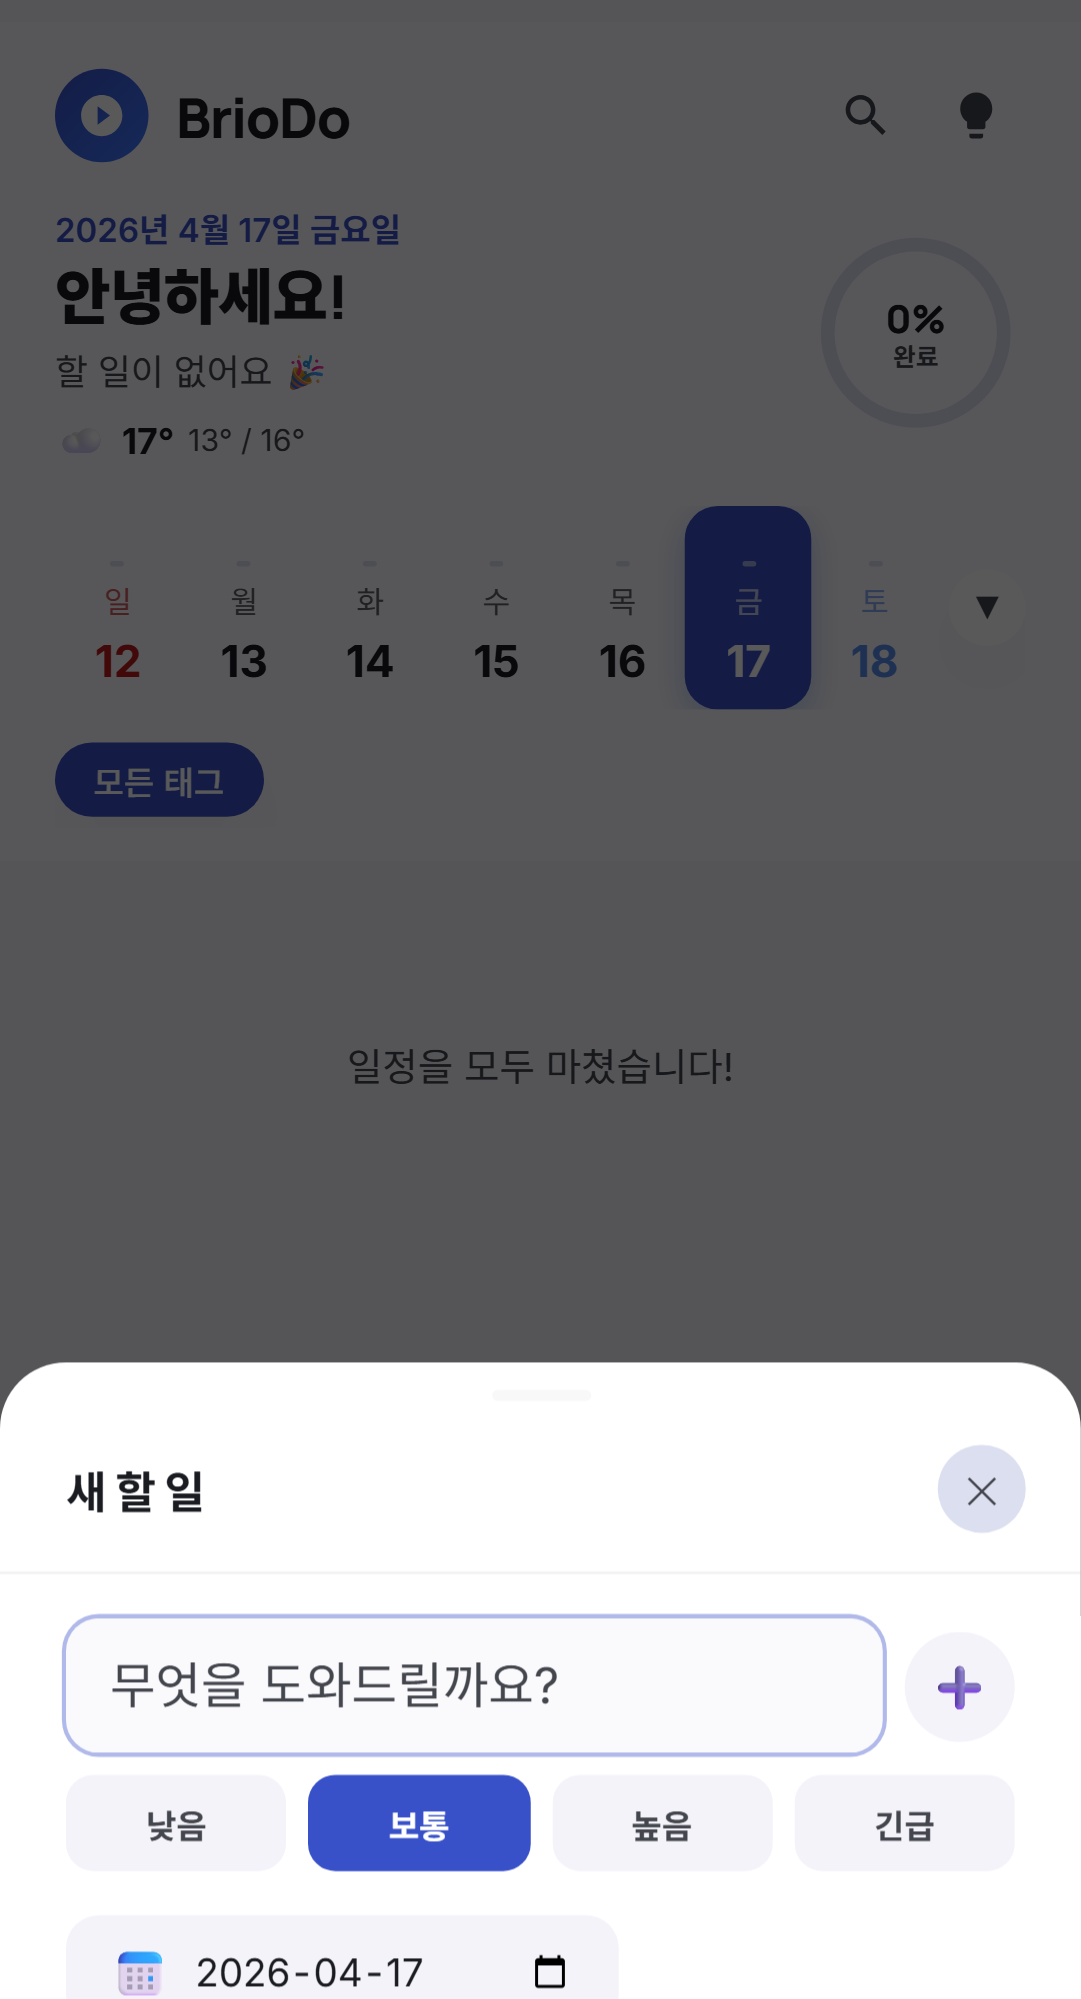 BrioDo
2026년 4월 17일 금요일
안녕하세요!
할 일이 없어요 🎉
0%
완료
17° 13° / 16°
일 월 화 수 목 금 토
12 13 14 15 16 17 18
모든 태그
일정을 모두 마쳤습니다!
새 할 일
무엇을 도와드릴까요?
낮음 보통 높음 긴급
2026-04-17